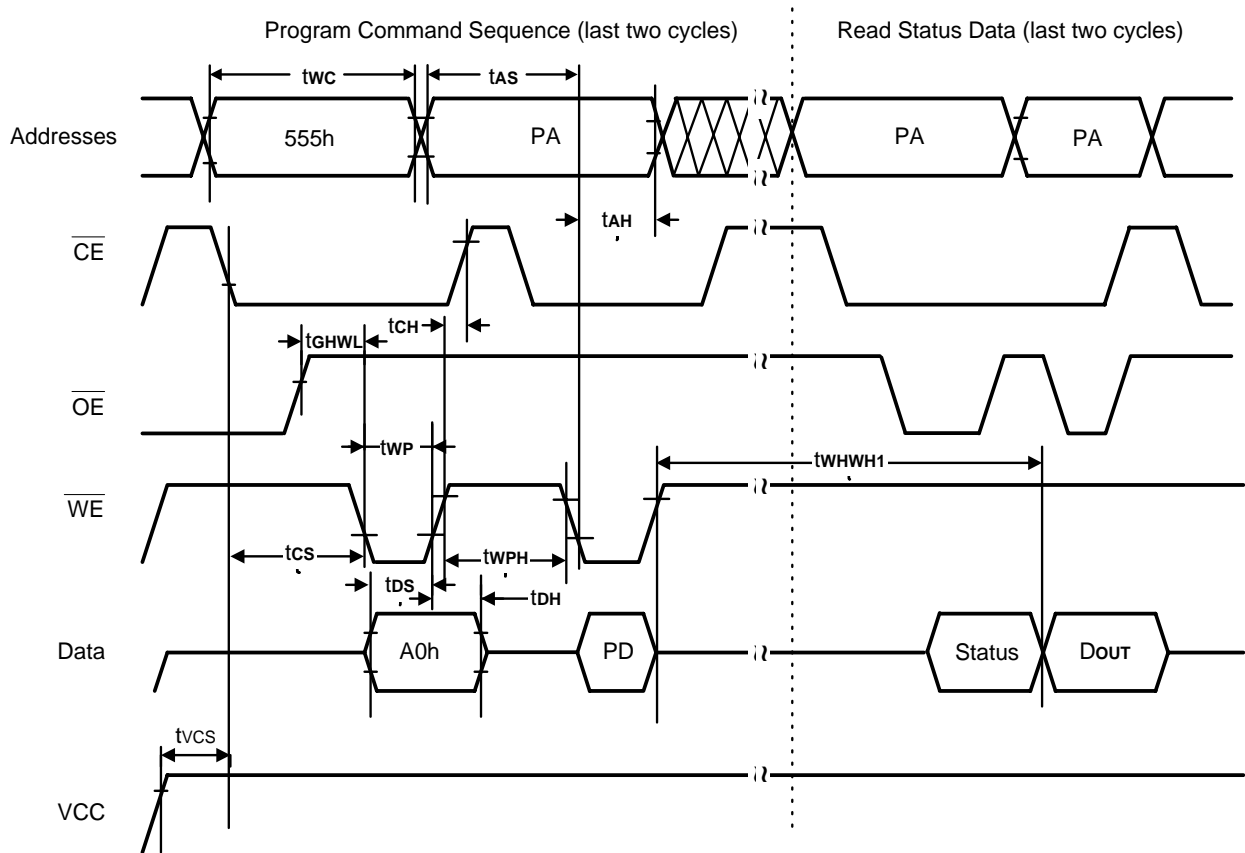 Program Command Sequence (last two cycles)
Read Status Data (last two cycles)
tWC
tAS
Addresses
555h
PA
PA
PA
tAH
CE
tCH
tGHWL
OE
tWP
tWHWH1
WE
tCS
tWPH
tDS
tDH
Data
A0h
PD
Status
DOUT
tVCS
VCC